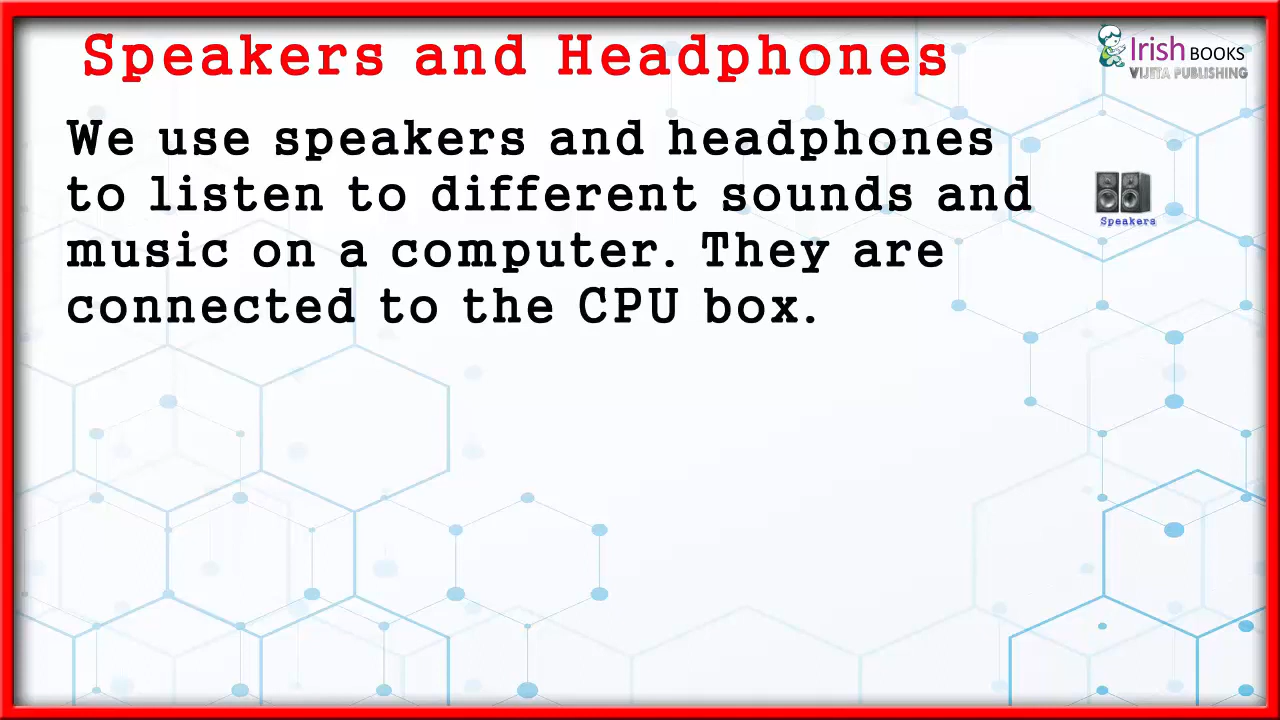 Speakers and Headphones
Irish BOOKS
VIJETA PUBLISHING
We use speakers and headphones
to listen to different sounds and
music on a computer. They are
connected to the CPU box.
Speakers